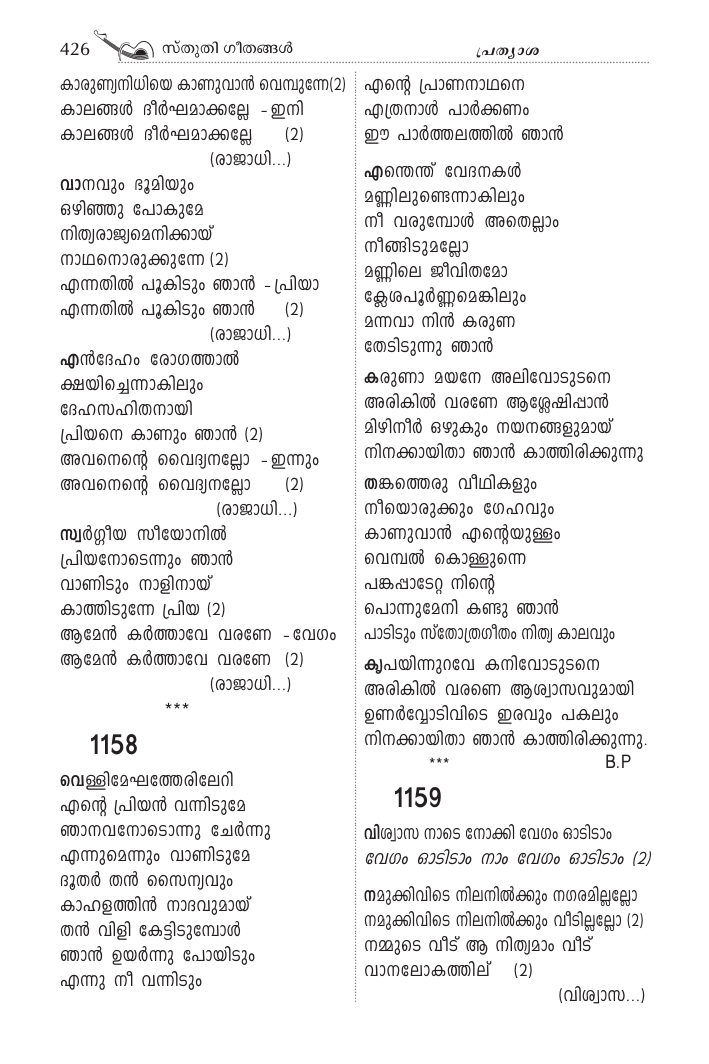 426 സ്തുതി ഗീതങ്ങൾ
പ്രത്യാശ
കാരുണ്യനിധിയെ കാണുവാൻ വെമ്പുന്നേ(2)
കാലങ്ങൾ ദീർഘമാക്കല്ലേ - ഇനി
കാലങ്ങൾ ദീർഘമാക്കല്ലേ (2)
(രാജാധി...)
വാനവും ഭൂമിയും
ഒഴിഞ്ഞു പോകുമേ
നിത്യരാജ്യമെനിക്കായ്
നാഥനൊരുക്കുന്നേ (2)
എന്നതിൽ പൂകിടും ഞാൻ - പ്രിയാ
എന്നതിൽ പൂകിടും ഞാൻ (2)
(രാജാധി...)
എൻദേഹം രോഗത്താൽ
ക്ഷയിച്ചെന്നാകിലും
ദേഹസഹിതനായി
പ്രിയനെ കാണും ഞാൻ (2)
അവനെന്റെ വൈദ്യനല്ലോ - ഇന്നും
അവനെന്റെ വൈദ്യനല്ലോ (2)
(രാജാധി...)
സ്വർഗ്ഗീയ സീയോനിൽ
പ്രിയനോടെന്നും ഞാൻ
വാണിടും നാളിനായ്
കാത്തിടുന്നേ പ്രിയ (2)
ആമേൻ കർത്താവേ വരണേ - വേഗം
ആമേൻ കർത്താവേ വരണേ (2)
(രാജാധി...)
***
1158
വെള്ളിമേഘത്തേരിലേറി
എന്റെ പ്രിയൻ വന്നിടുമേ
ഞാനവനോടൊന്നു ചേർന്നു
എന്നുമെന്നും വാണിടുമേ
ദൂതർ തൻ സൈന്യവും
കാഹളത്തിൻ നാദവുമായ്
തൻ വിളി കേട്ടിടുമ്പോൾ
ഞാൻ ഉയർന്നു പോയിടും
എന്നു നീ വന്നിടും
എന്റെ പ്രാണനാഥനെ
എത്രനാൾ പാർക്കണം
ഈ പാർത്തലത്തിൽ ഞാൻ
എന്തെന്ത് വേദനകൾ
മണ്ണിലുണ്ടെന്നാകിലും
നീ വരുമ്പോൾ അതെല്ലാം
നീങ്ങിടുമല്ലോ
മണ്ണിലെ ജീവിതമോ
ക്ലേശപൂർണ്ണമെങ്കിലും
മന്നവാ നിൻ കരുണ
തേടിടുന്നു ഞാൻ
കരുണാ മയനേ അലിവോടുടനെ
അരികിൽ വരണേ ആശ്ലേഷിപ്പാൻ
മിഴിനീർ ഒഴുകും നയനങ്ങളുമായ്
നിനക്കായിതാ ഞാൻ കാത്തിരിക്കുന്നു
തങ്കത്തെരു വീഥികളും
നീയൊരുക്കും ഗേഹവും
കാണുവാൻ എന്റെയുള്ളം
വെമ്പൽ കൊള്ളുന്നെ
പങ്കപ്പാടേറ്റ നിന്റെ
പൊന്നുമേനി കണ്ടു ഞാൻ
പാടിടും സ്തോത്രഗീതം നിത്യ കാലവും
കൃപയിന്നുറവേ കനിവോടുടനെ
അരികിൽ വരണെ ആശ്വാസവുമായി
ഉണർവ്വോടിവിടെ ഇരവും പകലും
നിനക്കായിതാ ഞാൻ കാത്തിരിക്കുന്നു.
*** B.P
1159
വിശ്വാസ നാടെ നോക്കി വേഗം ഓടിടാം
വേഗം ഓടിടാം നാം വേഗം ഓടിടാം (2)
നമുക്കിവിടെ നിലനിൽക്കും നഗരമില്ലല്ലോ
നമുക്കിവിടെ നിലനിൽക്കും വീടില്ലല്ലോ (2)
നമ്മുടെ വീട് ആ നിത്യമാം വീട്
വാനലോകത്തില് (2)
(വിശ്വാസ...)